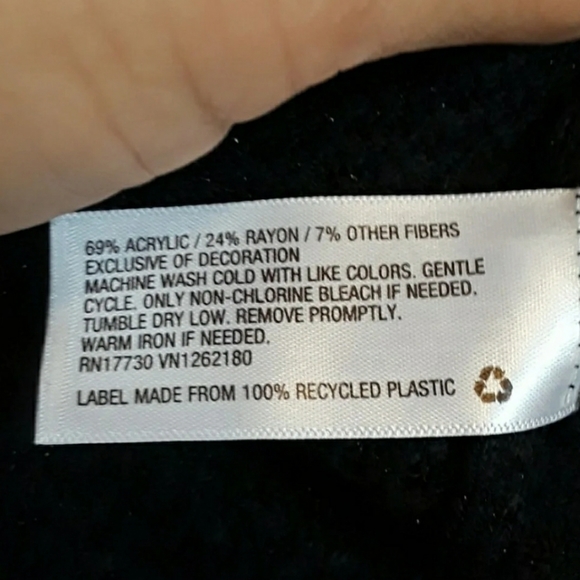 69% ACRYLIC / 24% RAYON / 7% OTHER FIBERS
EXCLUSIVE OF DECORATION
MACHINE WASH COLD WITH LIKE COLORS. GENTLE
CYCLE. ONLY NON-CHLORINE BLEACH IF NEEDED.
TUMBLE DRY LOW. REMOVE PROMPTLY.
WARM IRON IF NEEDED.
RN17730 VN1262180
LABEL MADE FROM 100% RECYCLED PLASTIC